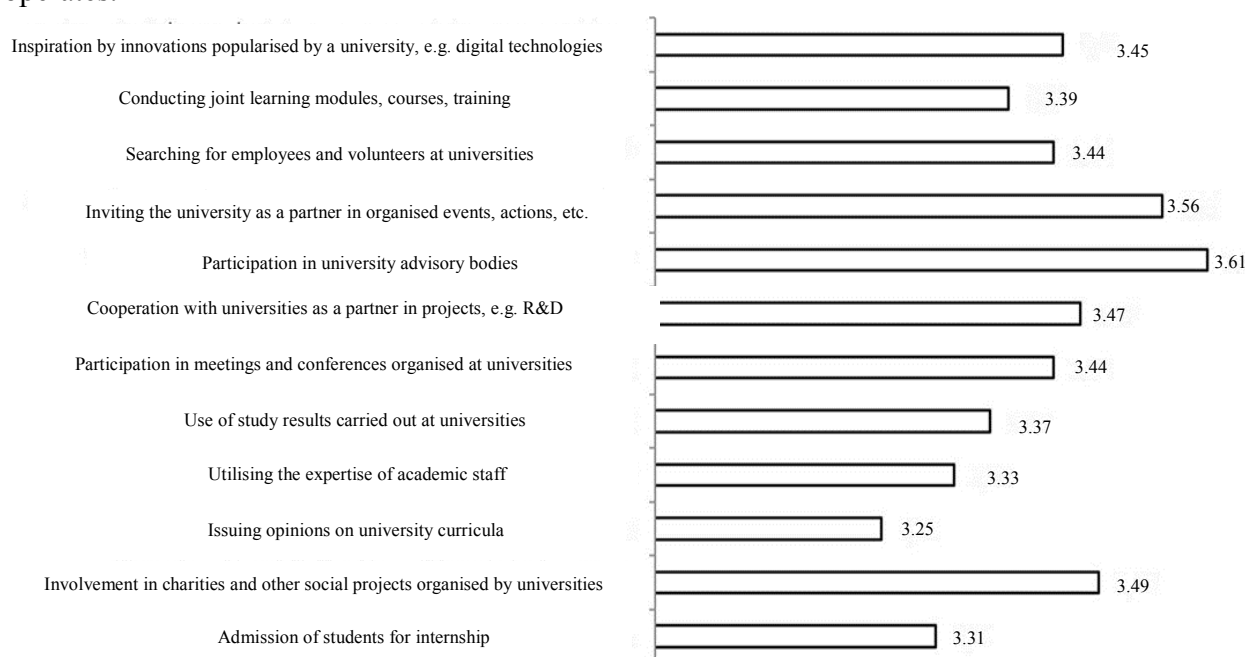 operates.
Inspiration by innovations popularised by a university, e.g. digital technologies 3.45
Conducting joint learning modules, courses, training 3.39
Searching for employees and volunteers at universities 3.44
Inviting the university as a partner in organised events, actions, etc. 3.56
Participation in university advisory bodies 3.61
Cooperation with universities as a partner in projects, e.g. R&D 3.47
Participation in meetings and conferences organised at universities 3.44
Use of study results carried out at universities 3.37
Utilising the expertise of academic staff 3.33
Issuing opinions on university curricula 3.25
Involvement in charities and other social projects organised by universities 3.49
Admission of students for internship 3.31